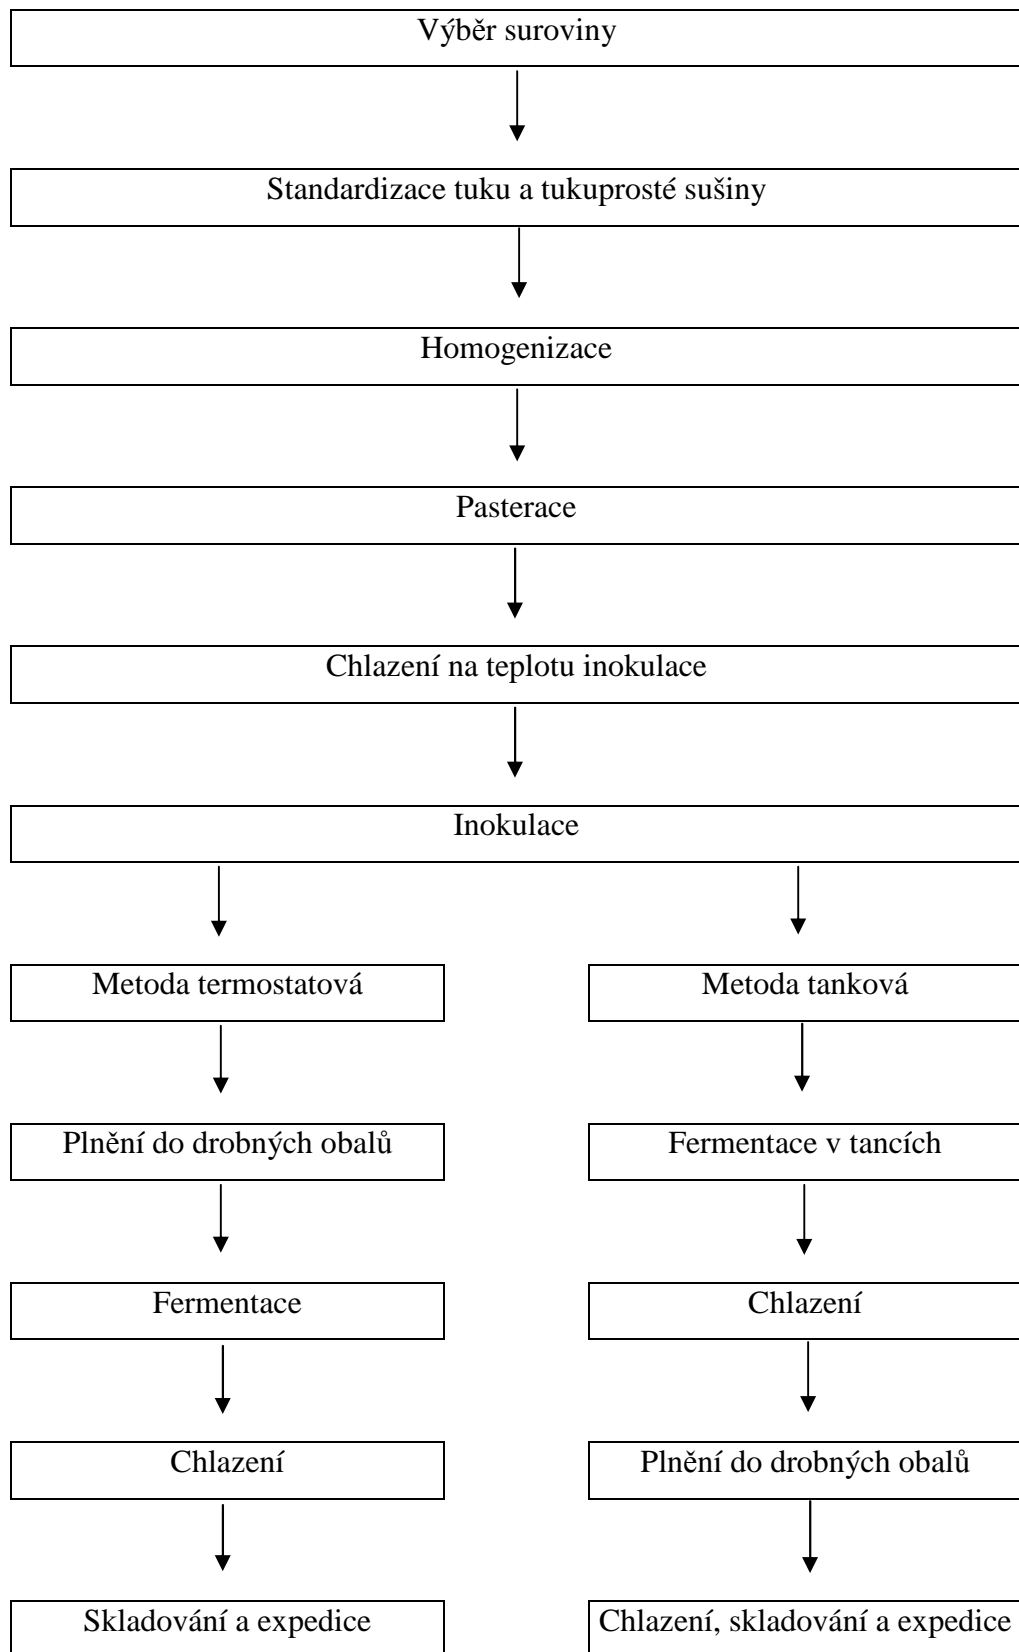 Výběr suroviny
Standardizace tuku a tukuprosté sušiny
Homogenizace
Pasterace
Chlazení na teplotu inokulace
Inokulace
Metoda termostatová
Metoda tanková
Plnění do drobných obalů
Fermentace v tancích
Fermentace
Chlazení
Chlazení
Plnění do drobných obalů
Skladování a expedice
Chlazení, skladování a expedice